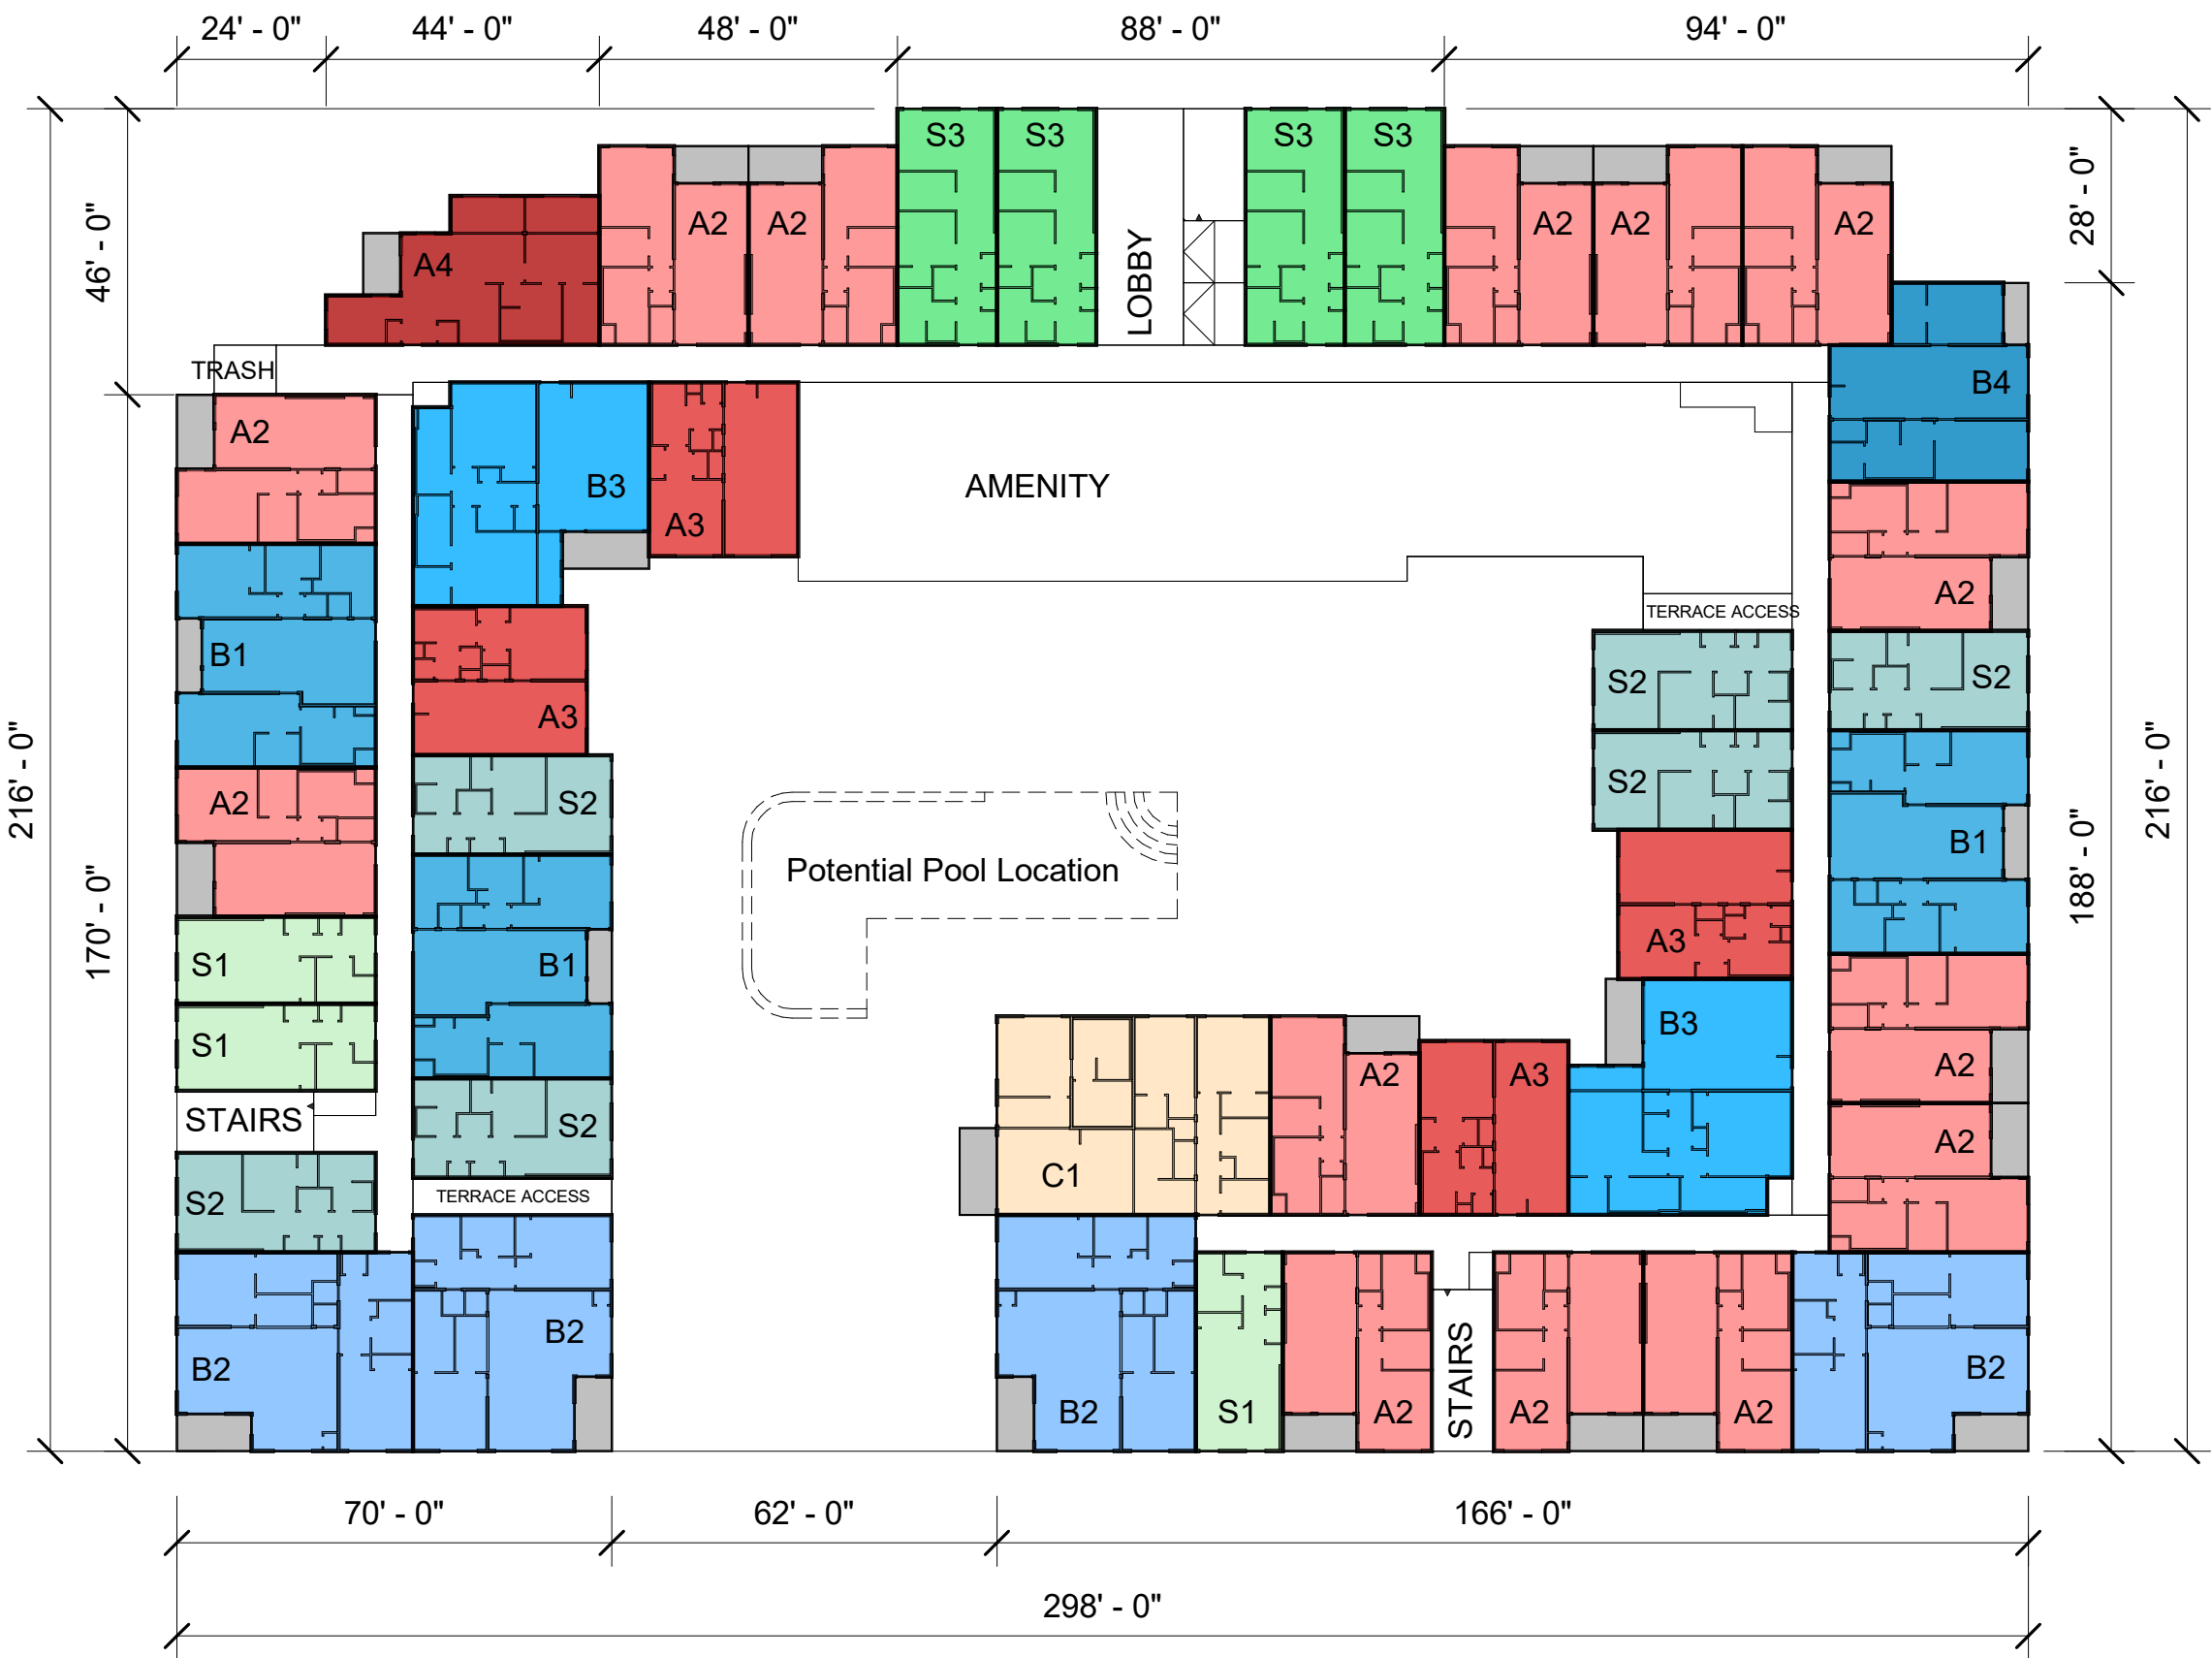 24' - 0"
44' - 0"
48' - 0"
88' - 0"
94' - 0"
S3
S3
S3
S3
28' - 0"
46' - 0"
A4
A2
A2
LOBBY
A2
A2
A2
TRASH
B4
A2
B3
A3
AMENITY
A2
TERRACE ACCESS
B1
A3
S2
S2
216' - 0"
216' - 0"
A2
S2
S2
B1
Potential Pool Location
170' - 0"
188' - 0"
S1
B1
A3
S1
B3
A2
A3
A2
STAIRS
S2
A2
C1
S2
TERRACE ACCESS
B2
B2
B2
S1
A2
STAIRS
A2
A2
B2
70' - 0"
62' - 0"
166' - 0"
298' - 0"